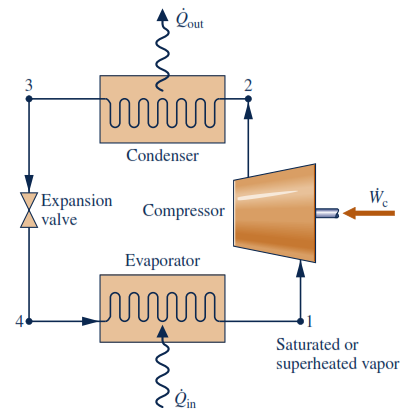 Q̇out
3
2
Condenser
Expansion
valve
Compressor
Ẇc
Evaporator
4
1
Saturated or
superheated vapor
Q̇in